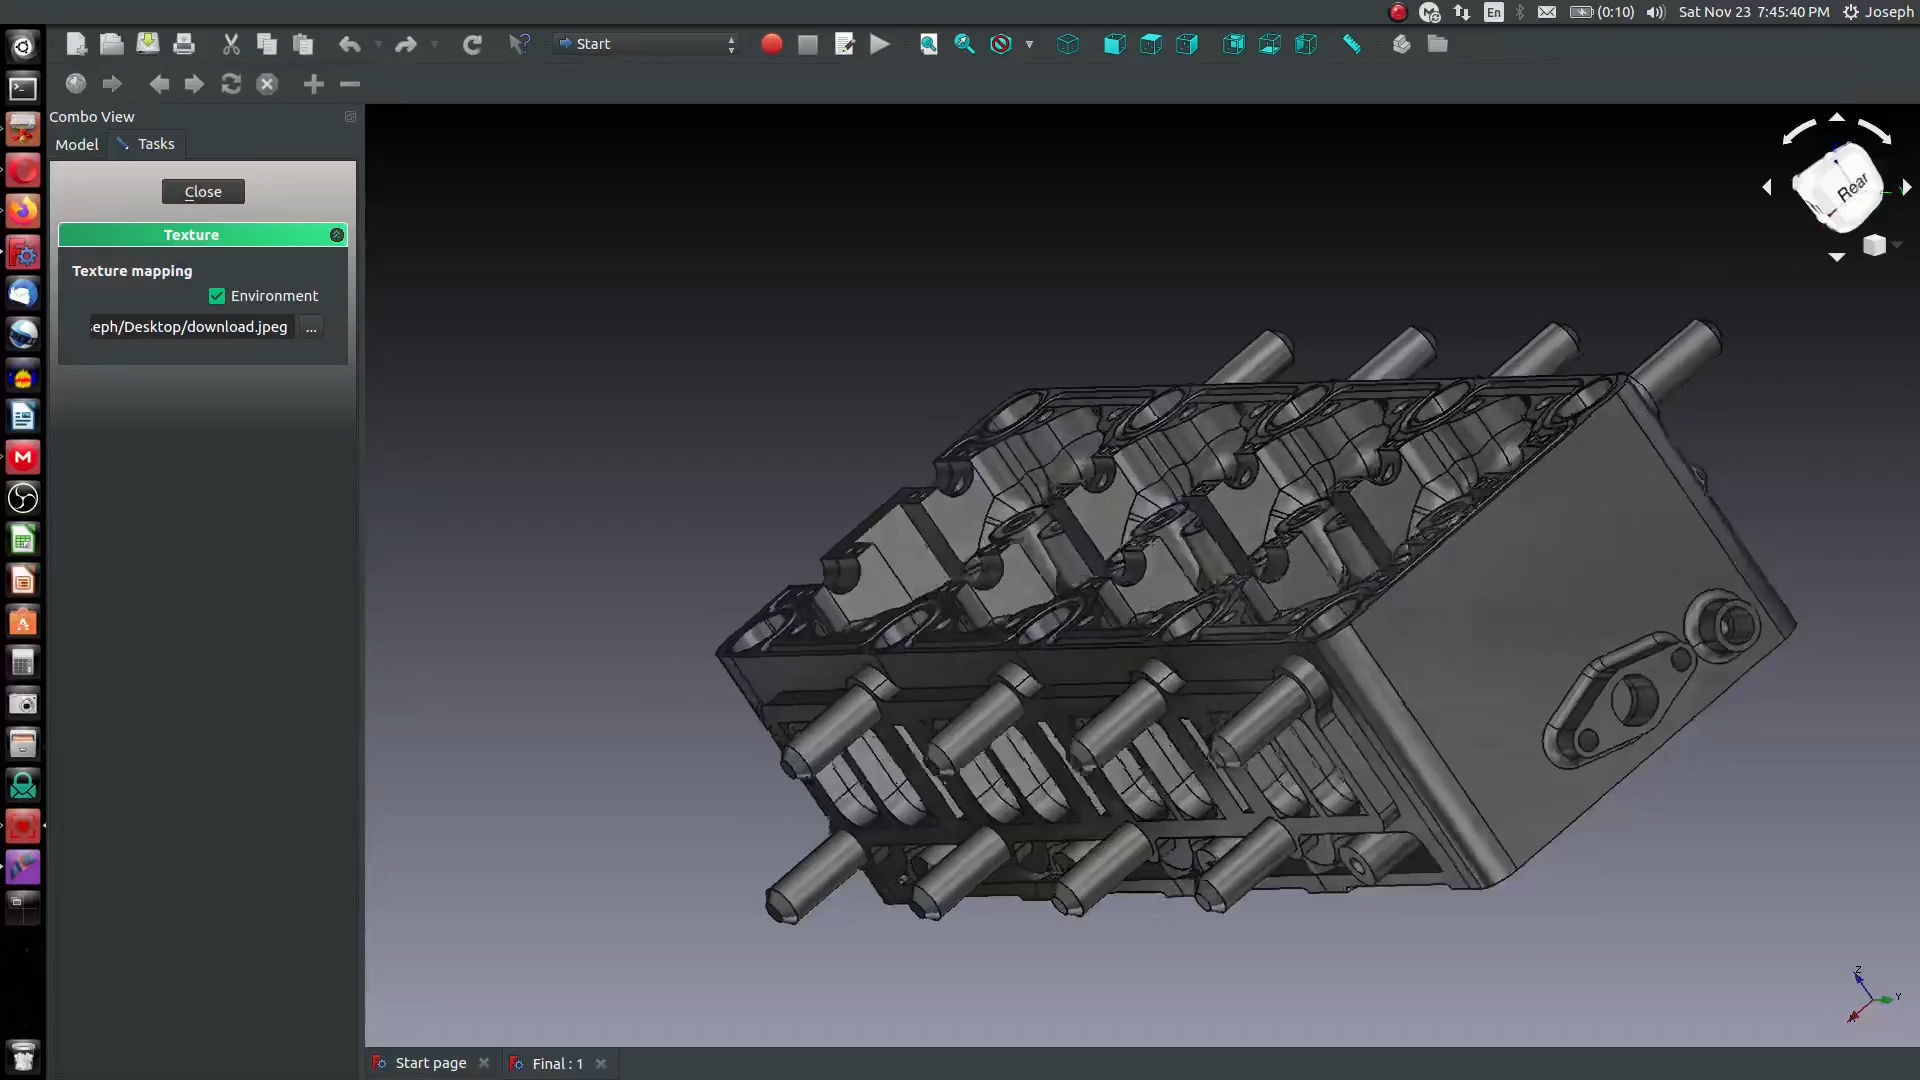 En
(0:10)
Sat Nov 23 7:45:40 PM
Joseph
Start
Combo View
Model
Tasks
Close
Texture
Texture mapping
Environment
eph/Desktop/download.jpeg
...
Rear
Z
Y
X
Start page
Final : 1